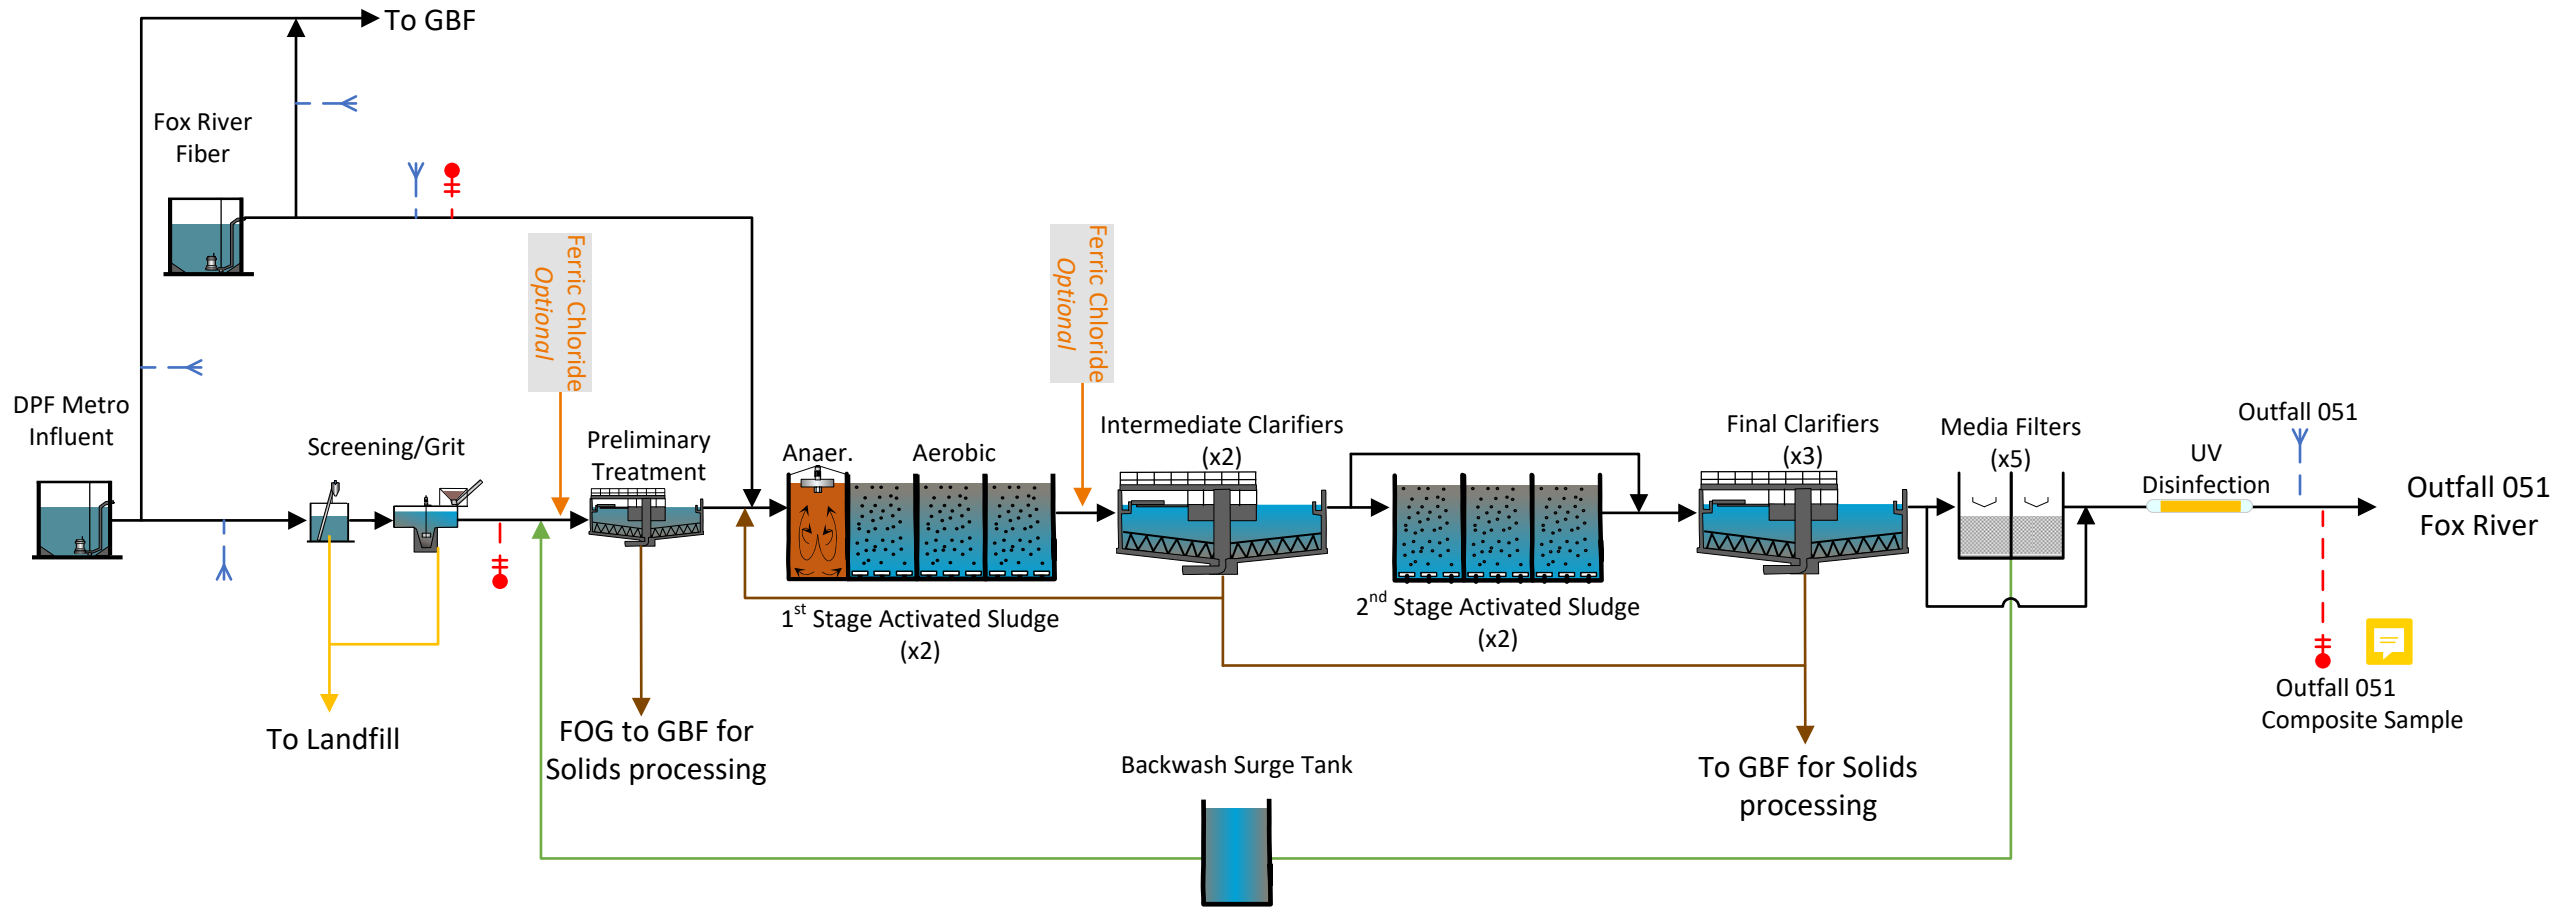 To GBF
Fox River
Fiber
Ferric Chloride
Optional
Ferric Chloride
Optional
DPF Metro
Influent
Screening/Grit
Preliminary
Treatment
Anaer.
Aerobic
Intermediate Clarifiers
(x2)
Final Clarifiers
(x3)
Media Filters
(x5)
UV
Disinfection
Outfall 051
Outfall 051
Fox River
1st Stage Activated Sludge
(x2)
2nd Stage Activated Sludge
(x2)
Outfall 051
Composite Sample
To Landfill
FOG to GBF for
Solids processing
Backwash Surge Tank
To GBF for Solids
processing